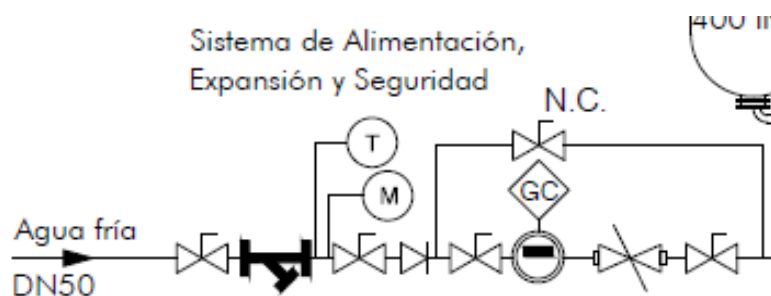 Sistema de Alimentación,
Expansión y Seguridad
N.C.
T
GC
M
Agua fría
DN50